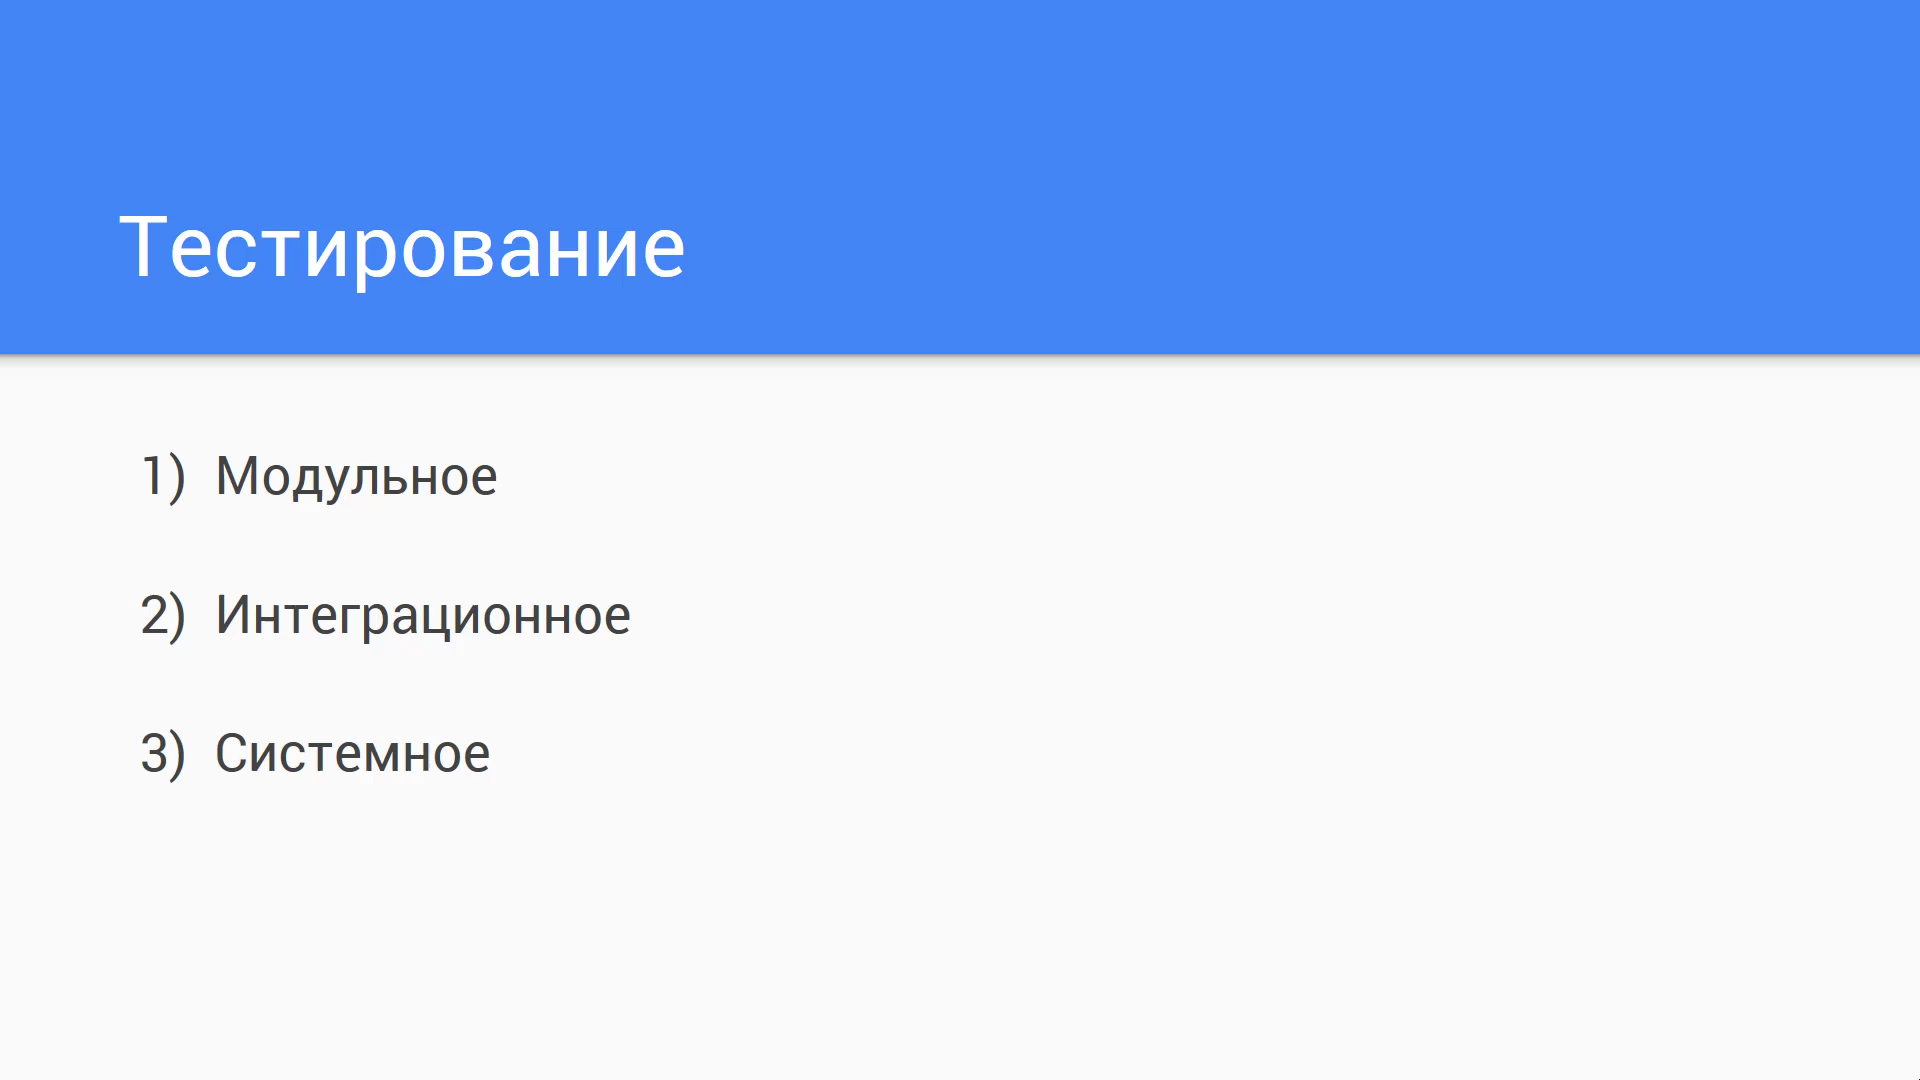 Тестирование
1) Модульное
2) Интеграционное
3) Системное